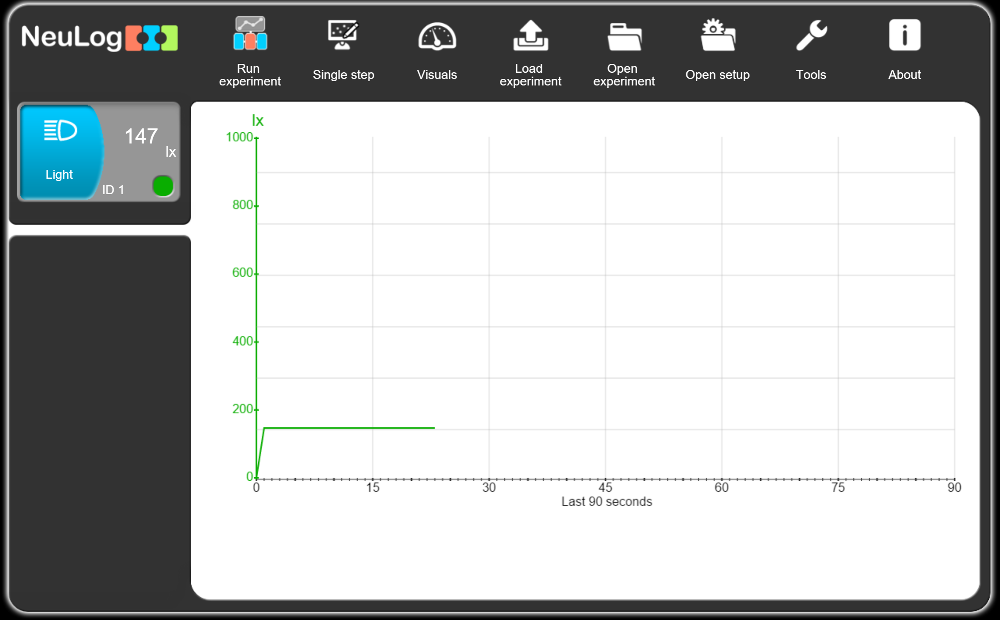 NeuLog
Run
experiment
Single step
Visuals
Load
experiment
Open
experiment
Open setup
Tools
About
147
lx
Light
ID 1
lx
1000
800
600
400
200
0
0 15 30 45 60 75 90
Last 90 seconds